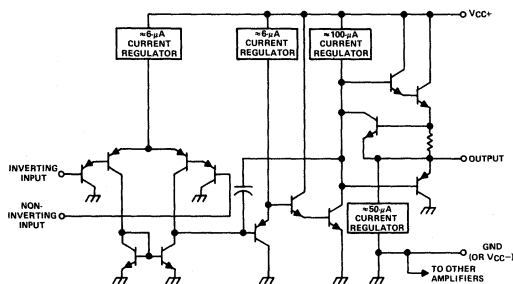 VCC+
≈6-µA
CURRENT
REGULATOR
≈6-µA
CURRENT
REGULATOR
≈100-µA
CURRENT
REGULATOR
INVERTING
INPUT
NON-
INVERTING
INPUT
OUTPUT
≈50-µA
CURRENT
REGULATOR
GND
(OR VCC−)
TO OTHER
AMPLIFIERS